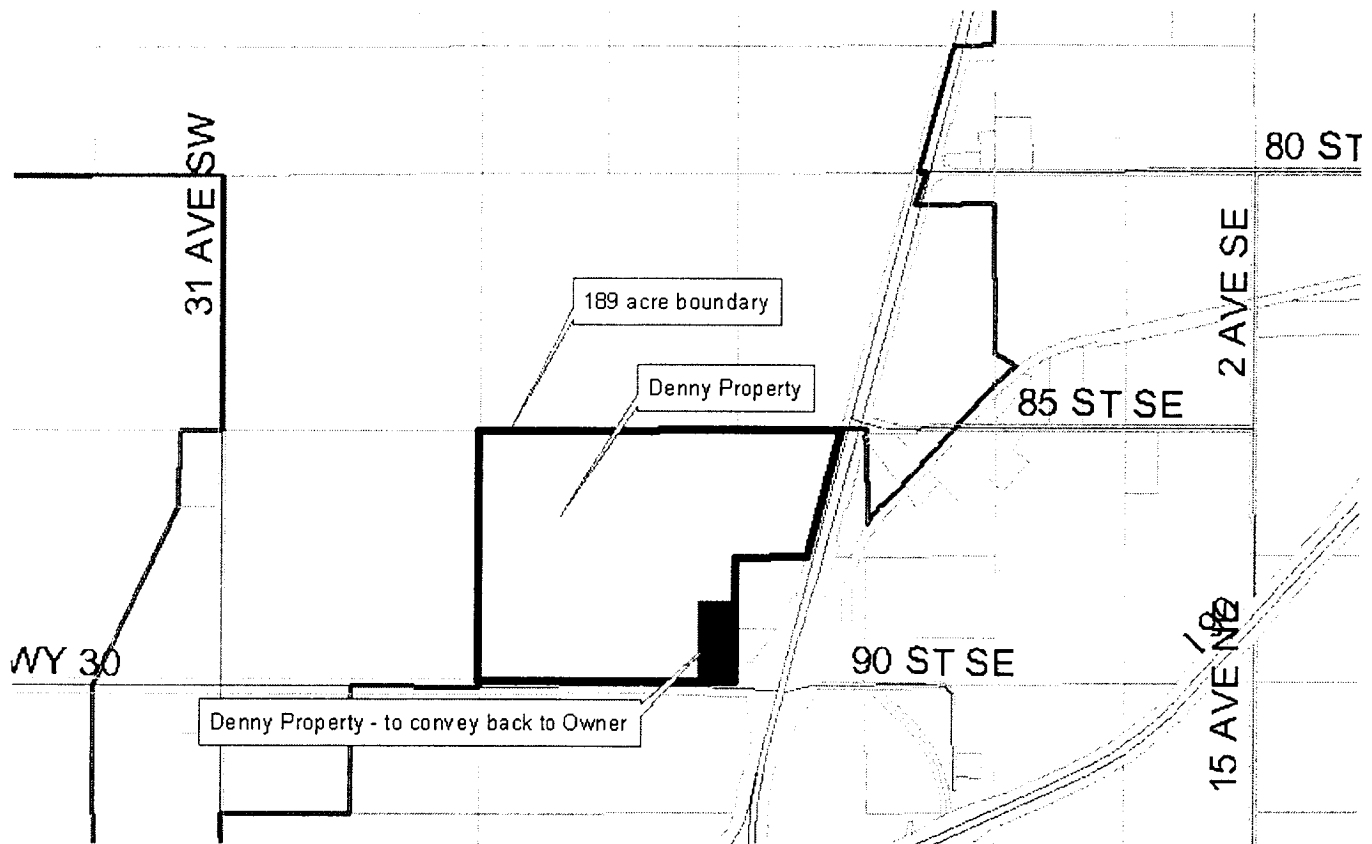 80 ST
31 AVE SW
2 AVE SE
189 acre boundary
Denny Property
85 ST SE
WY 30
90 ST SE
15 AVE NE
Denny Property - to convey back to Owner